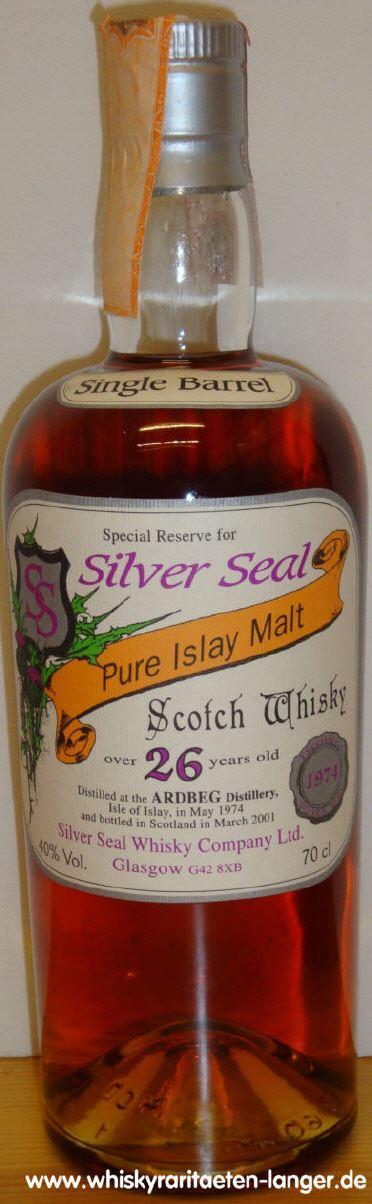 Single Barrel
Special Reserve for
Silver Seal
SS
Pure Islay Malt
Scotch Whisky
over 26 years old
1974
Distilled at the ARDBEG Distillery,
Isle of Islay, in May 1974
and bottled in Scotland in March 2001
Silver Seal Whisky Company Ltd.
40% Vol.
Glasgow G42 8XB
70 cl
www.whiskyraritaeten-langer.de